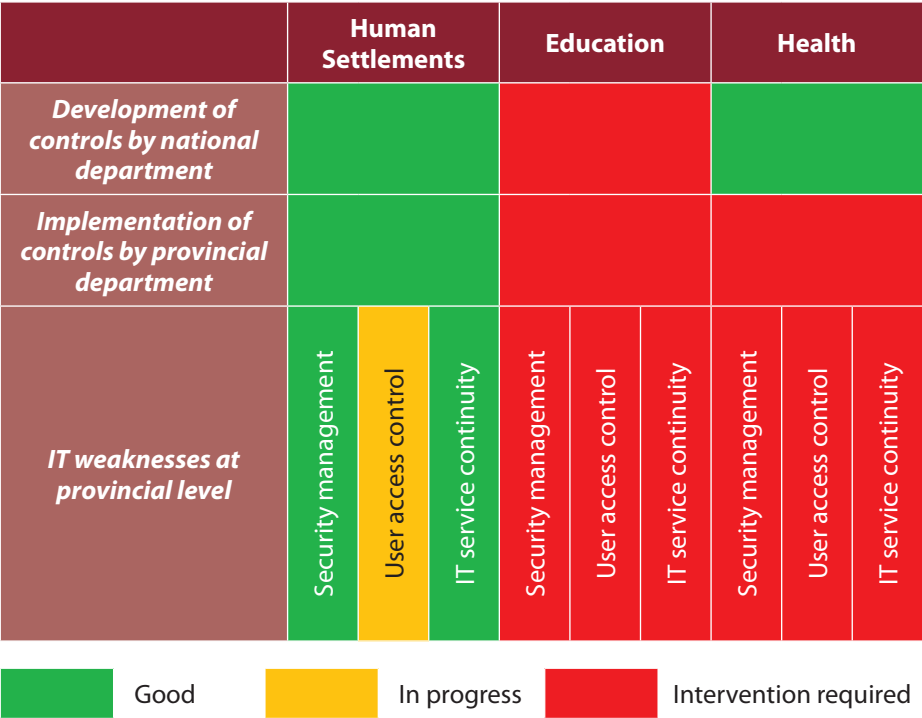 Human
Settlements
Education
Health
Development of
controls by national
department
Implementation of
controls by provincial
department
IT weaknesses at
provincial level
Security management
User access control
IT service continuity
Security management
User access control
IT service continuity
Security management
User access control
IT service continuity
Good
In progress
Intervention required